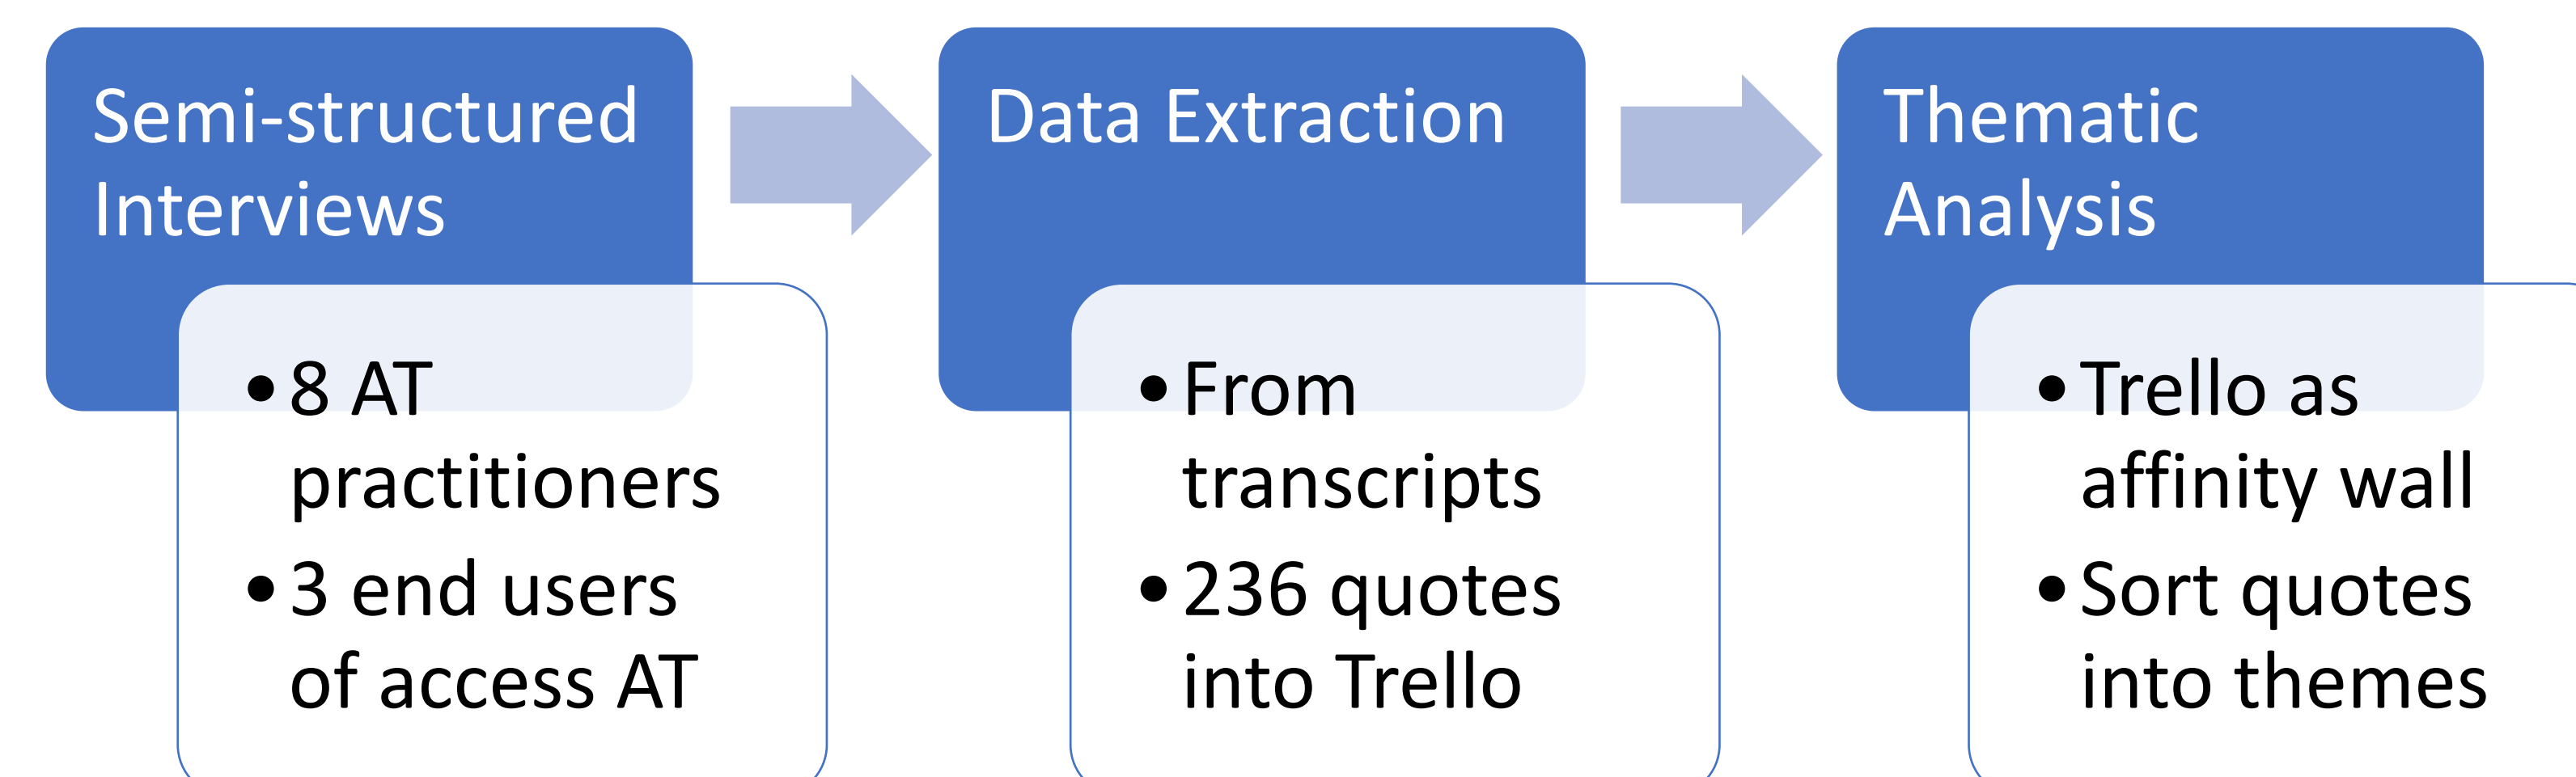 Semi-structured
Interviews
• 8 AT
practitioners
• 3 end users
of access AT
Data Extraction
• From
transcripts
• 236 quotes
into Trello
Thematic
Analysis
• Trello as
affinity wall
• Sort quotes
into themes